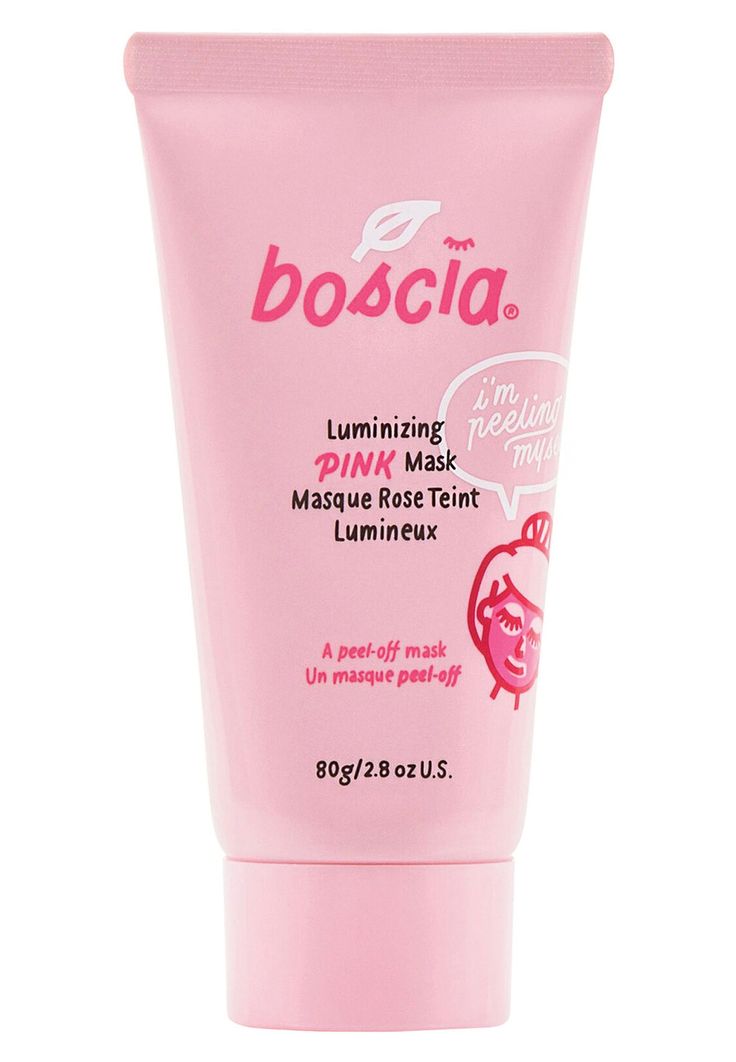 boscia®
i'm
peeling
Luminizing
PINK Mask
Masque Rose Teint
Lumineux
A peel-off mask
Un masque peel-off
80g/2.8 oz U.S.